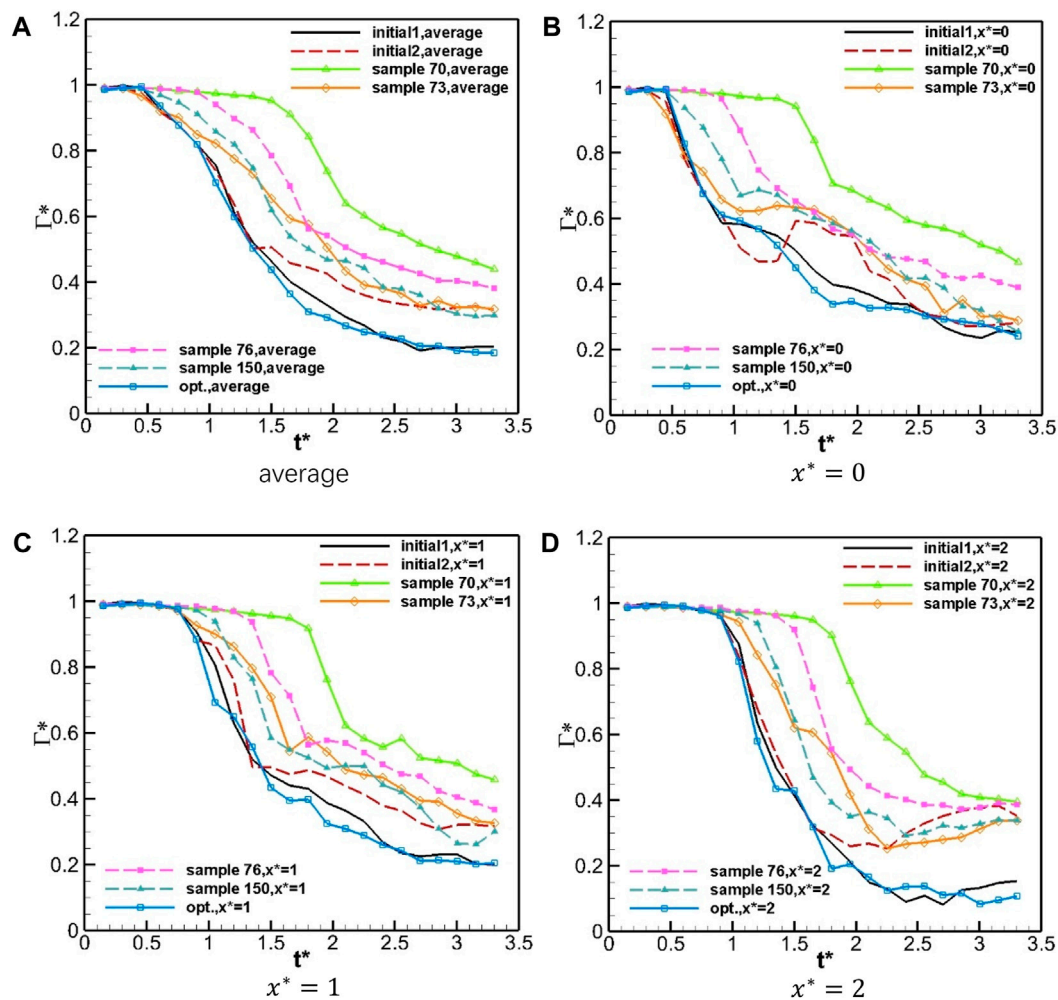 A
1.2
1
0.8
0.6
0.4
0.2
0
Γ*
initial1,average
initial2,average
sample 70,average
sample 73,average
sample 76,average
sample 150,average
opt.,average
0 0.5 1 1.5 2 2.5 3 3.5
t*
average
B
1.2
1
0.8
0.6
0.4
0.2
0
Γ*
initial1,x*=0
initial2,x*=0
sample 70,x*=0
sample 73,x*=0
sample 76,x*=0
sample 150,x*=0
opt.,x*=0
0 0.5 1 1.5 2 2.5 3 3.5
t*
x* = 0
C
1.2
1
0.8
0.6
0.4
0.2
0
Γ*
initial1,x*=1
initial2,x*=1
sample 70,x*=1
sample 73,x*=1
sample 76,x*=1
sample 150,x*=1
opt.,x*=1
0 0.5 1 1.5 2 2.5 3 3.5
t*
x* = 1
D
1.2
1
0.8
0.6
0.4
0.2
0
Γ*
initial1,x*=2
initial2,x*=2
sample 70,x*=2
sample 73,x*=2
sample 76,x*=2
sample 150,x*=2
opt.,x*=2
0 0.5 1 1.5 2 2.5 3 3.5
t*
x* = 2